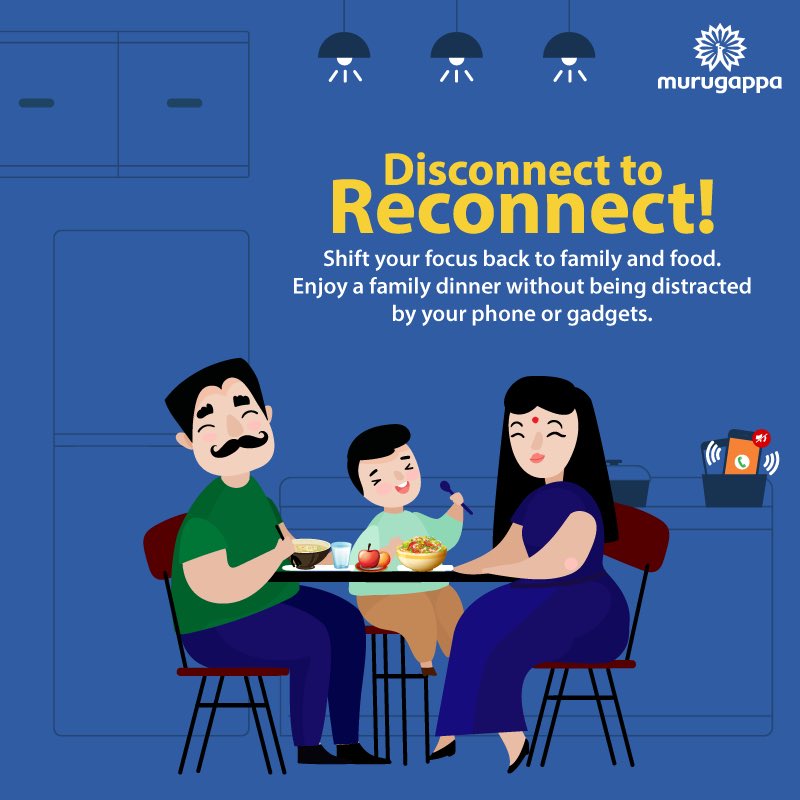 murugappa
Disconnect to
Reconnect!
Shift your focus back to family and food.
Enjoy a family dinner without being distracted
by your phone or gadgets.